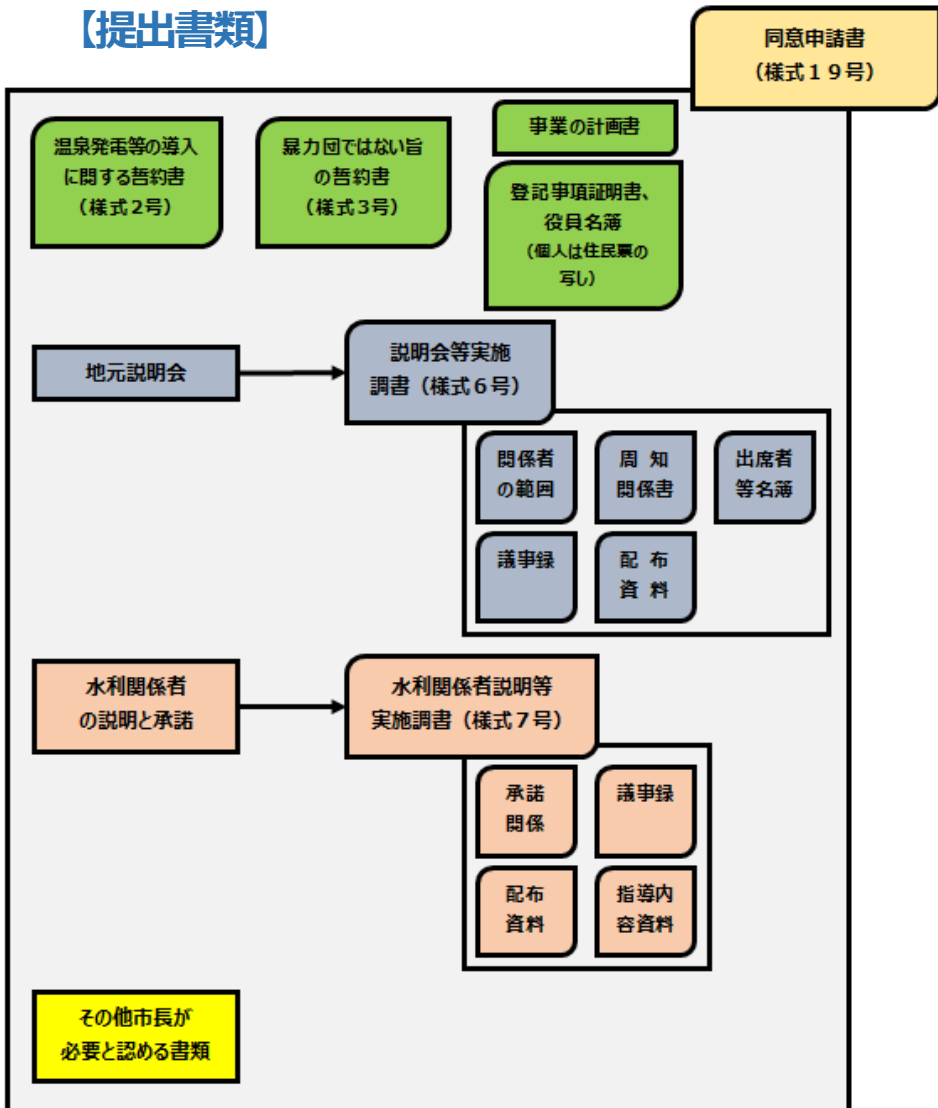 【提出書類】
同意申請書
（様式１９号）
温泉発電等の導入
に関する誓約書
（様式２号）
暴力団ではない旨
の誓約書
（様式３号）
事業の計画書
登記事項証明書、
役員名簿
（個人は住民票の
写し）
地元説明会
説明会等実施
調書（様式６号）
関係者
の範囲
周 知
関係書
出席者
等名簿
議事録
配 布
資 料
水利関係者
の説明と承諾
水利関係者説明等
実施調書（様式７号）
承諾
関係
議事録
配布
資料
指導内
容資料
その他市長が
必要と認める書類